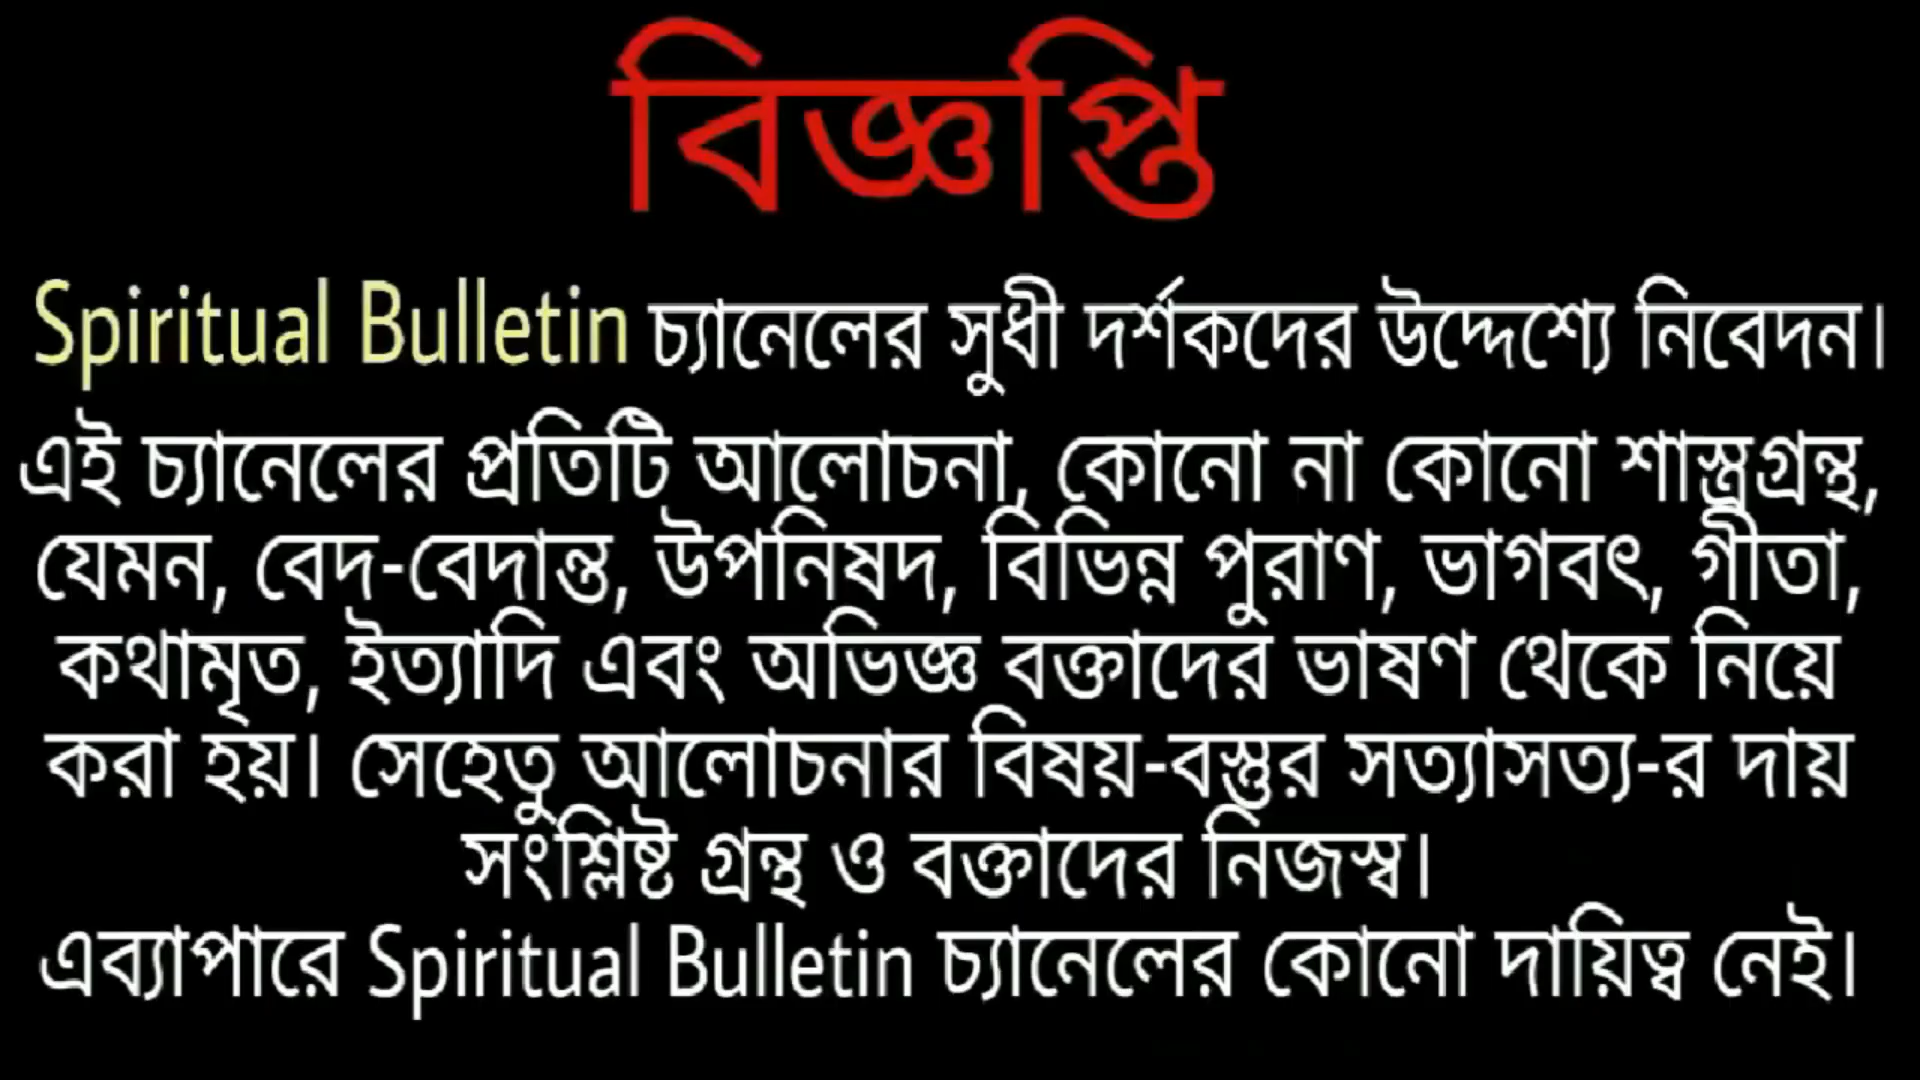 বিজ্ঞপ্তি
Spiritual Bulletin চ্যানেলের সুধী দর্শকদের উদ্দেশ্যে নিবেদন।
এই চ্যানেলের প্রতিটি আলোচনা, কোনো না কোনো শাস্ত্রগ্রন্থ,
যেমন, বেদ-বেদান্ত, উপনিষদ, বিভিন্ন পুরাণ, ভাগবৎ, গীতা,
কথামৃত, ইত্যাদি এবং অভিজ্ঞ বক্তাদের ভাষণ থেকে নিয়ে
করা হয়। সেহেতু আলোচনার বিষয়-বস্তুর সত্যাসত্য-র দায়
সংশ্লিষ্ট গ্রন্থ ও বক্তাদের নিজস্ব।
এব্যাপারে Spiritual Bulletin চ্যানেলের কোনো দায়িত্ব নেই।